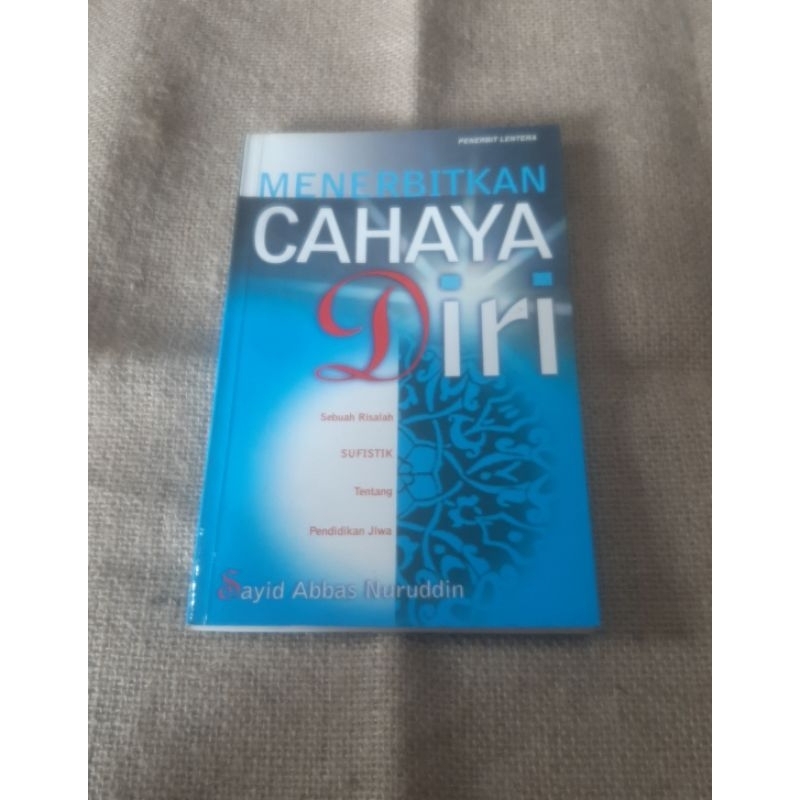 PENERBIT LENTERA
MENERBITKAN
CAHAYA
Diri
Sebuah Risalah
SUFISTIK
Tentang
Pendidikan Jiwa
Sayid Abbas Nuruddin